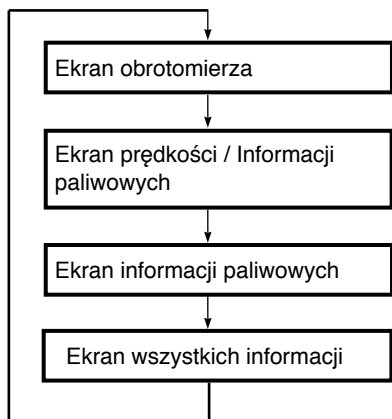 Ekran obrotomierza
Ekran prędkości / Informacji
paliwowych
Ekran informacji paliwowych
Ekran wszystkich informacji